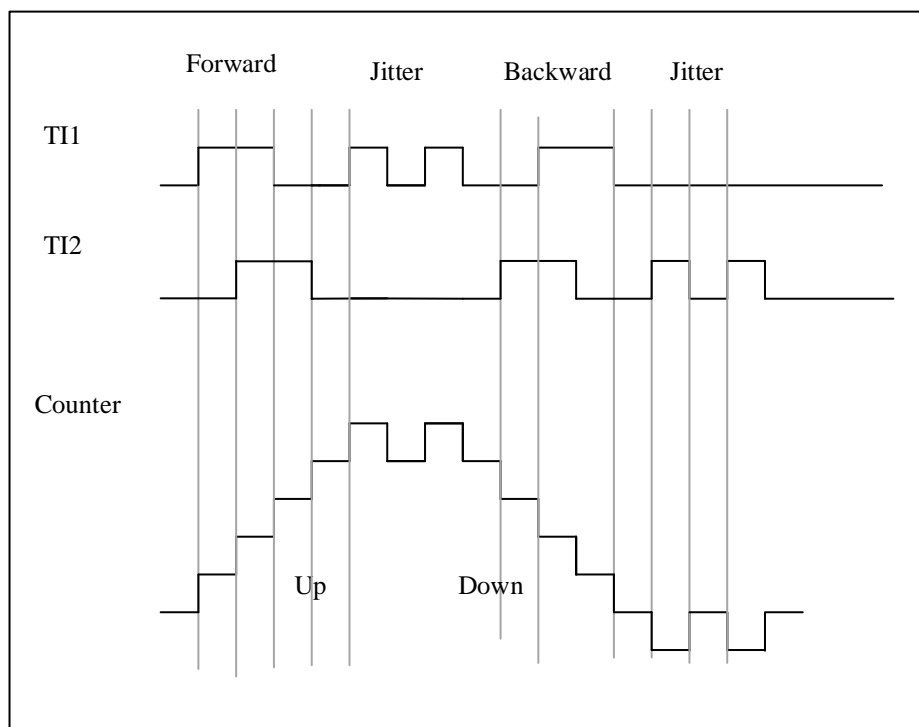 Forward
Jitter
Backward
Jitter
TI1
TI2
Counter
Up
Down